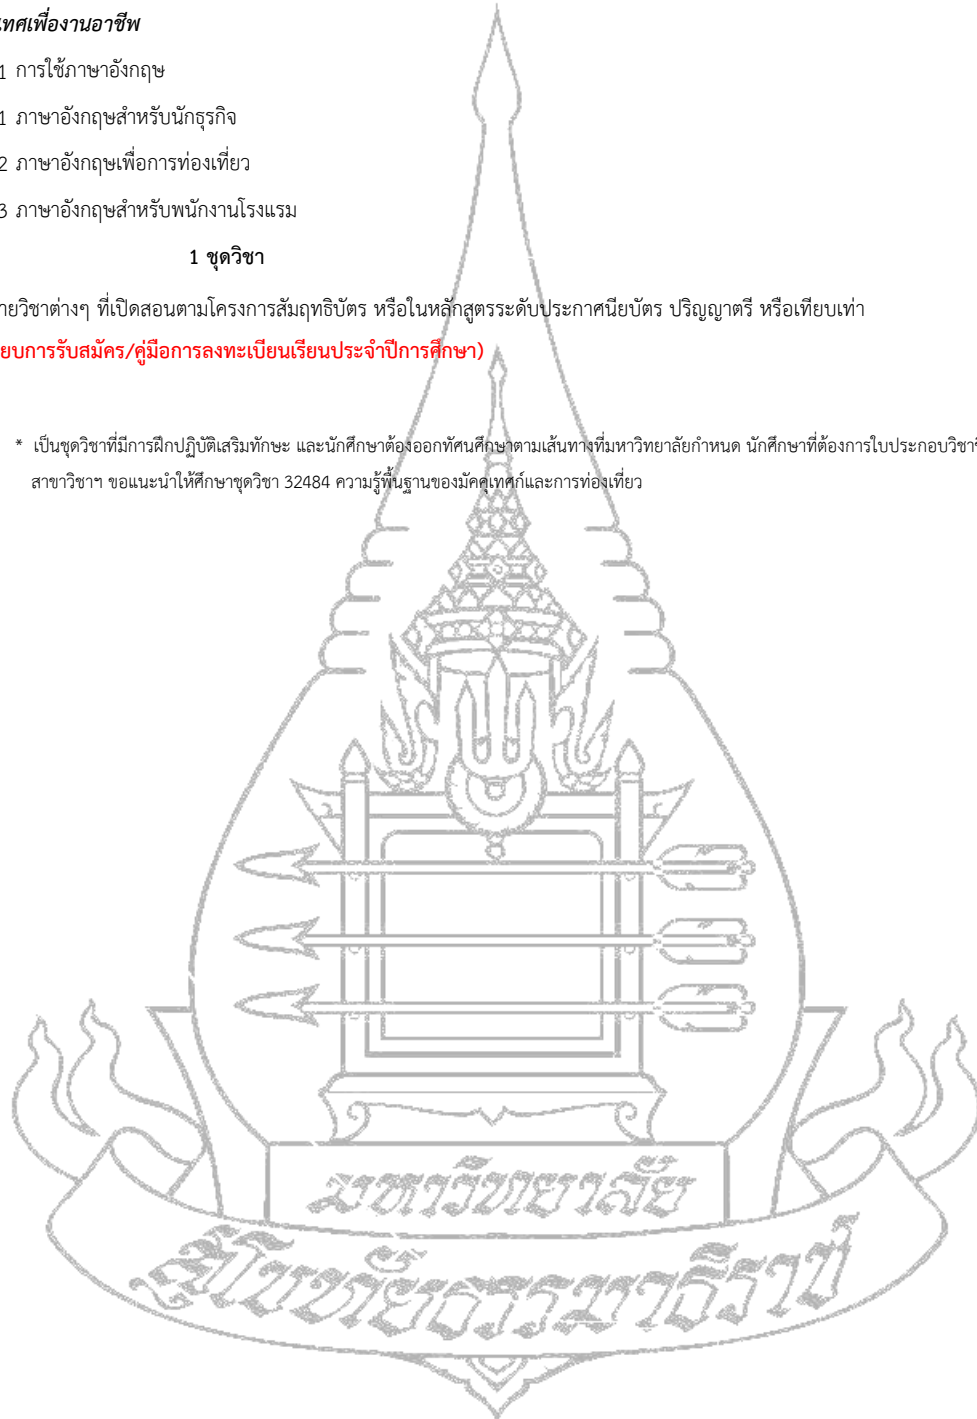 เทศเพื่องานอาชีพ
1 การใช้ภาษาอังกฤษ
1 ภาษาอังกฤษสำหรับนักธุรกิจ
2 ภาษาอังกฤษเพื่อการท่องเที่ยว
3 ภาษาอังกฤษสำหรับพนักงานโรงแรม
1 ชุดวิชา
ายวิชาต่างๆ ที่เปิดสอนตามโครงการสัมฤทธิบัตร หรือในหลักสูตรระดับประกาศนียบัตร ปริญญาตรี หรือเทียบเท่า
ยบการรับสมัคร/คู่มือการลงทะเบียนเรียนประจำปีการศึกษา)
* เป็นชุดวิชาที่มีการฝึกปฏิบัติเสริมทักษะ และนักศึกษาต้องออกทัศนศึกษาตามเส้นทางที่มหาวิทยาลัยกำหนด นักศึกษาที่ต้องการใบประกอบวิชาชี
สาขาวิชาฯ ขอแนะนำให้ศึกษาชุดวิชา 32484 ความรู้พื้นฐานของมัคคุเทศก์และการท่องเที่ยว
มหาวิทยาลัย
สุโขทัยธรรมาธิราช